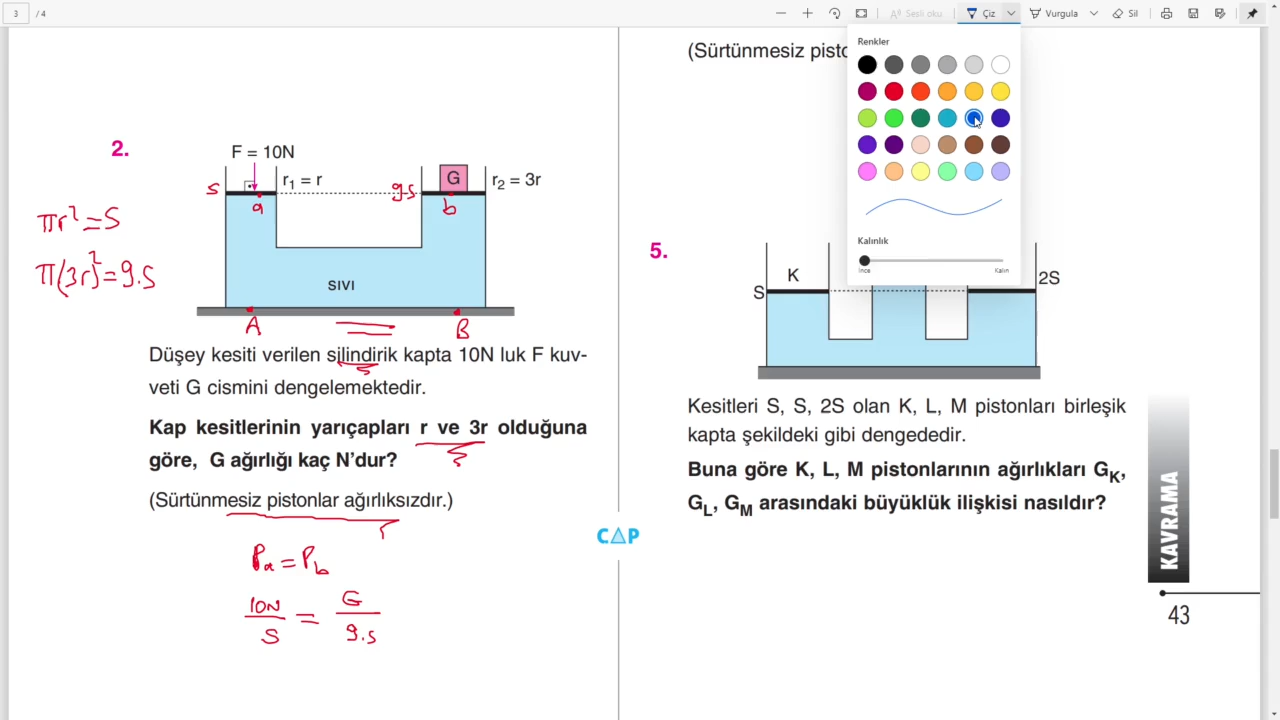 3 / 4
Sesli oku
Çiz
Vurgula
Sil
Renkler
Kalınlık
İnce
Kalın
2.
F = 10N
S
a
r₁ = r
9.S
G
b
r₂ = 3r
πr² = S
π(3r)² = 9.S
SIVI
A
B
Düşey kesiti verilen silindirik kapta 10N luk F kuv-
veti G cismini dengelemektedir.
Kap kesitlerinin yarıçapları r ve 3r olduğuna
göre, G ağırlığı kaç N'dur?
(Sürtünmesiz pistonlar ağırlıksızdır.)
Pa = Pb
10N/S = G/9.S
CAP
(Sürtünmesiz pisto
5.
K
S
2S
Kesitleri S, S, 2S olan K, L, M pistonları birleşik
kapta şekildeki gibi dengededir.
Buna göre K, L, M pistonlarının ağırlıkları GK,
GL, GM arasındaki büyüklük ilişkisi nasıldır?
KAVRAMA
43